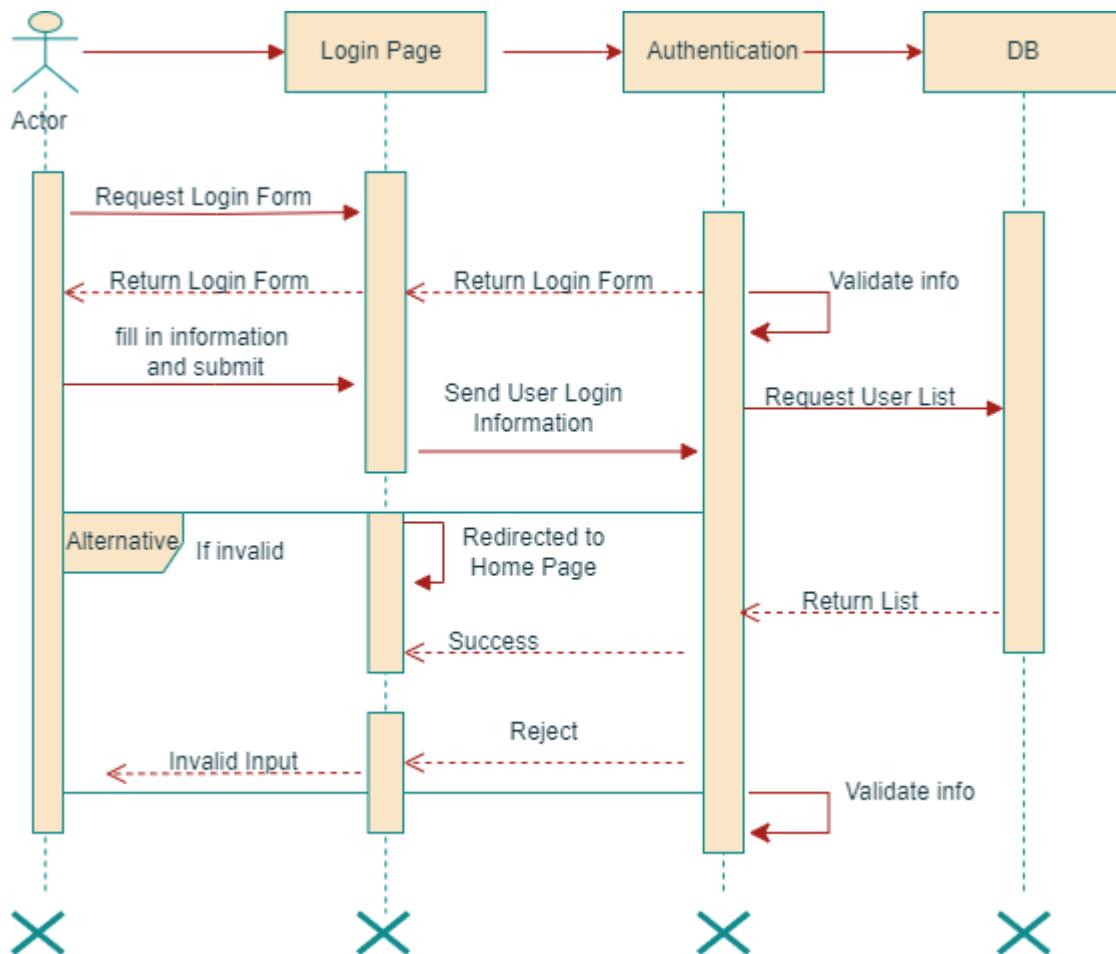 Login Page
Authentication
DB
Actor
Request Login Form
Return Login Form
Return Login Form
Validate info
fill in information
and submit
Send User Login
Information
Request User List
Alternative
If invalid
Redirected to
Home Page
Return List
Success
Reject
Invalid Input
Validate info